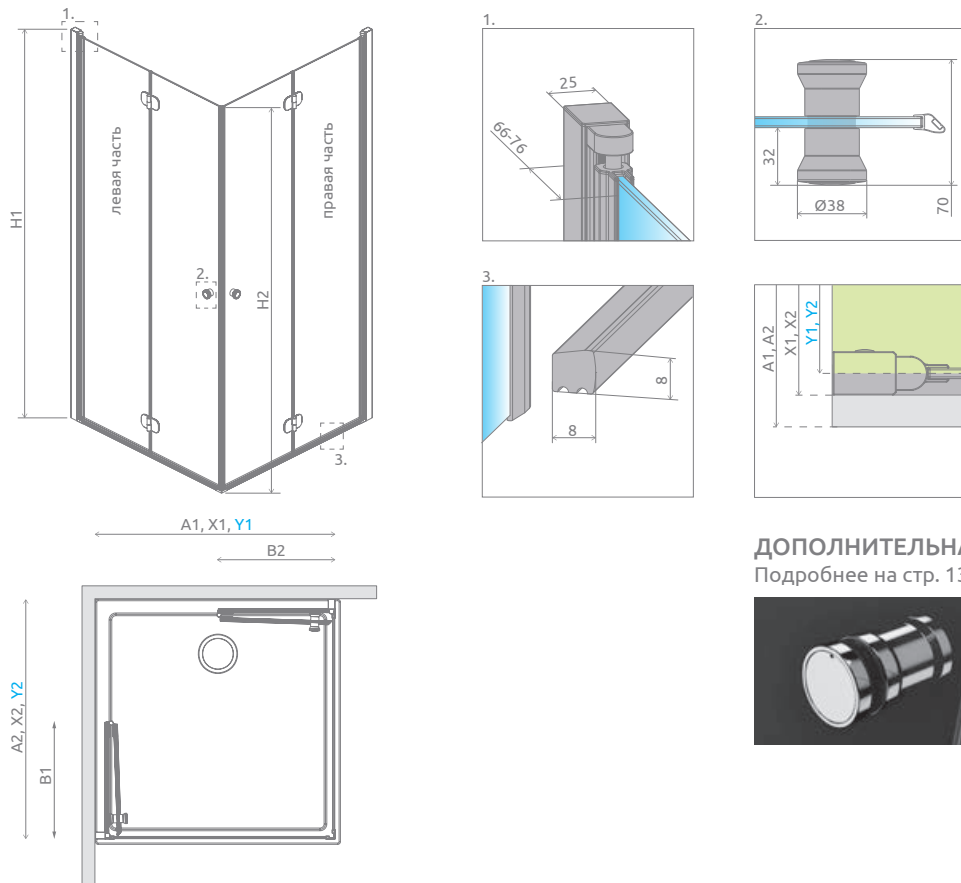 1.
левая часть
правая часть
H1
2.
H2
3.
1.
25
66-76
2.
32
Ø38
70
3.
8
8
A1, A2
X1, X2
Y1, Y2
A1, X1, Y1
B2
A2, X2, Y2
B1
ДОПОЛНИТЕЛЬНА
Подробнее на стр. 13